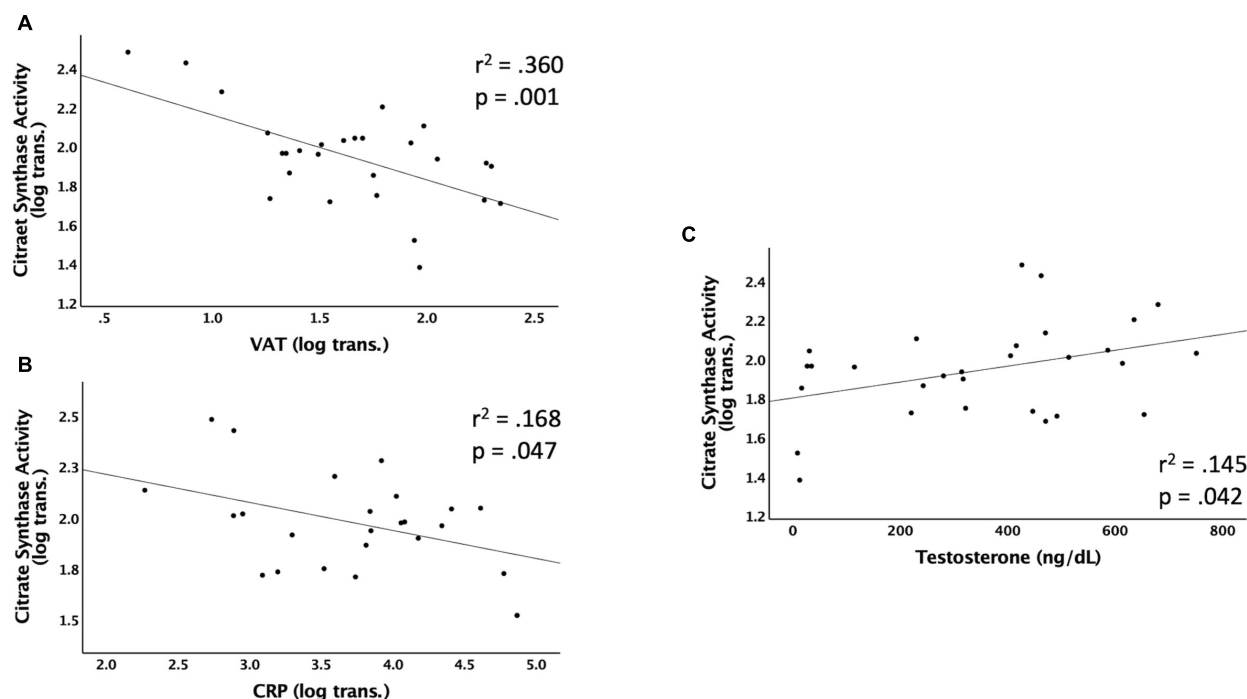 A
Citraet Synthase Activity
(log trans.)
2.4
2.2
2.0
1.8
1.6
1.4
1.2
r² = .360
p = .001
.5 1.0 1.5 2.0 2.5
VAT (log trans.)
B
Citrate Synthase Activity
(log trans.)
2.5
2.3
2.0
1.8
1.5
r² = .168
p = .047
2.0 2.5 3.0 3.5 4.0 4.5 5.0
CRP (log trans.)
C
Citrate Synthase Activity
(log trans.)
2.4
2.2
2.0
1.8
1.6
1.4
1.2
r² = .145
p = .042
0 200 400 600 800
Testosterone (ng/dL)